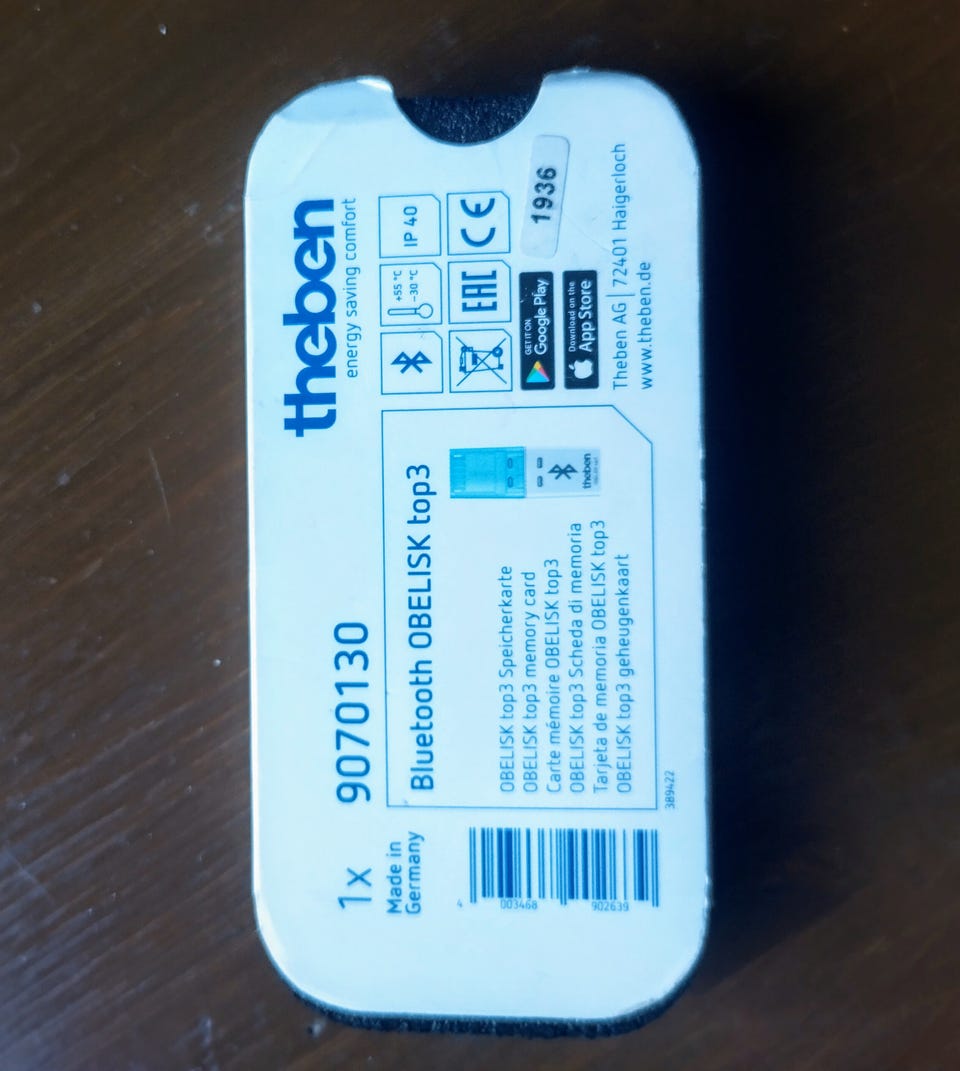 theben
energy saving comfort
1x 9070130
Made in
Germany
Bluetooth OBELISK top3
OBELISK top3 Speicherkarte
OBELISK top3 memory card
Carte mémoire OBELISK top3
OBELISK top3 Scheda di memoria
Tarjeta de memoria OBELISK top3
OBELISK top3 geheugenkaart
theben
389422
4 003468 902639
+55 °C
-30 °C
IP 40
EAC
CE
1936
GET IT ON
Google Play
Download on the
App Store
Theben AG | 72401 Haigerloch
www.theben.de